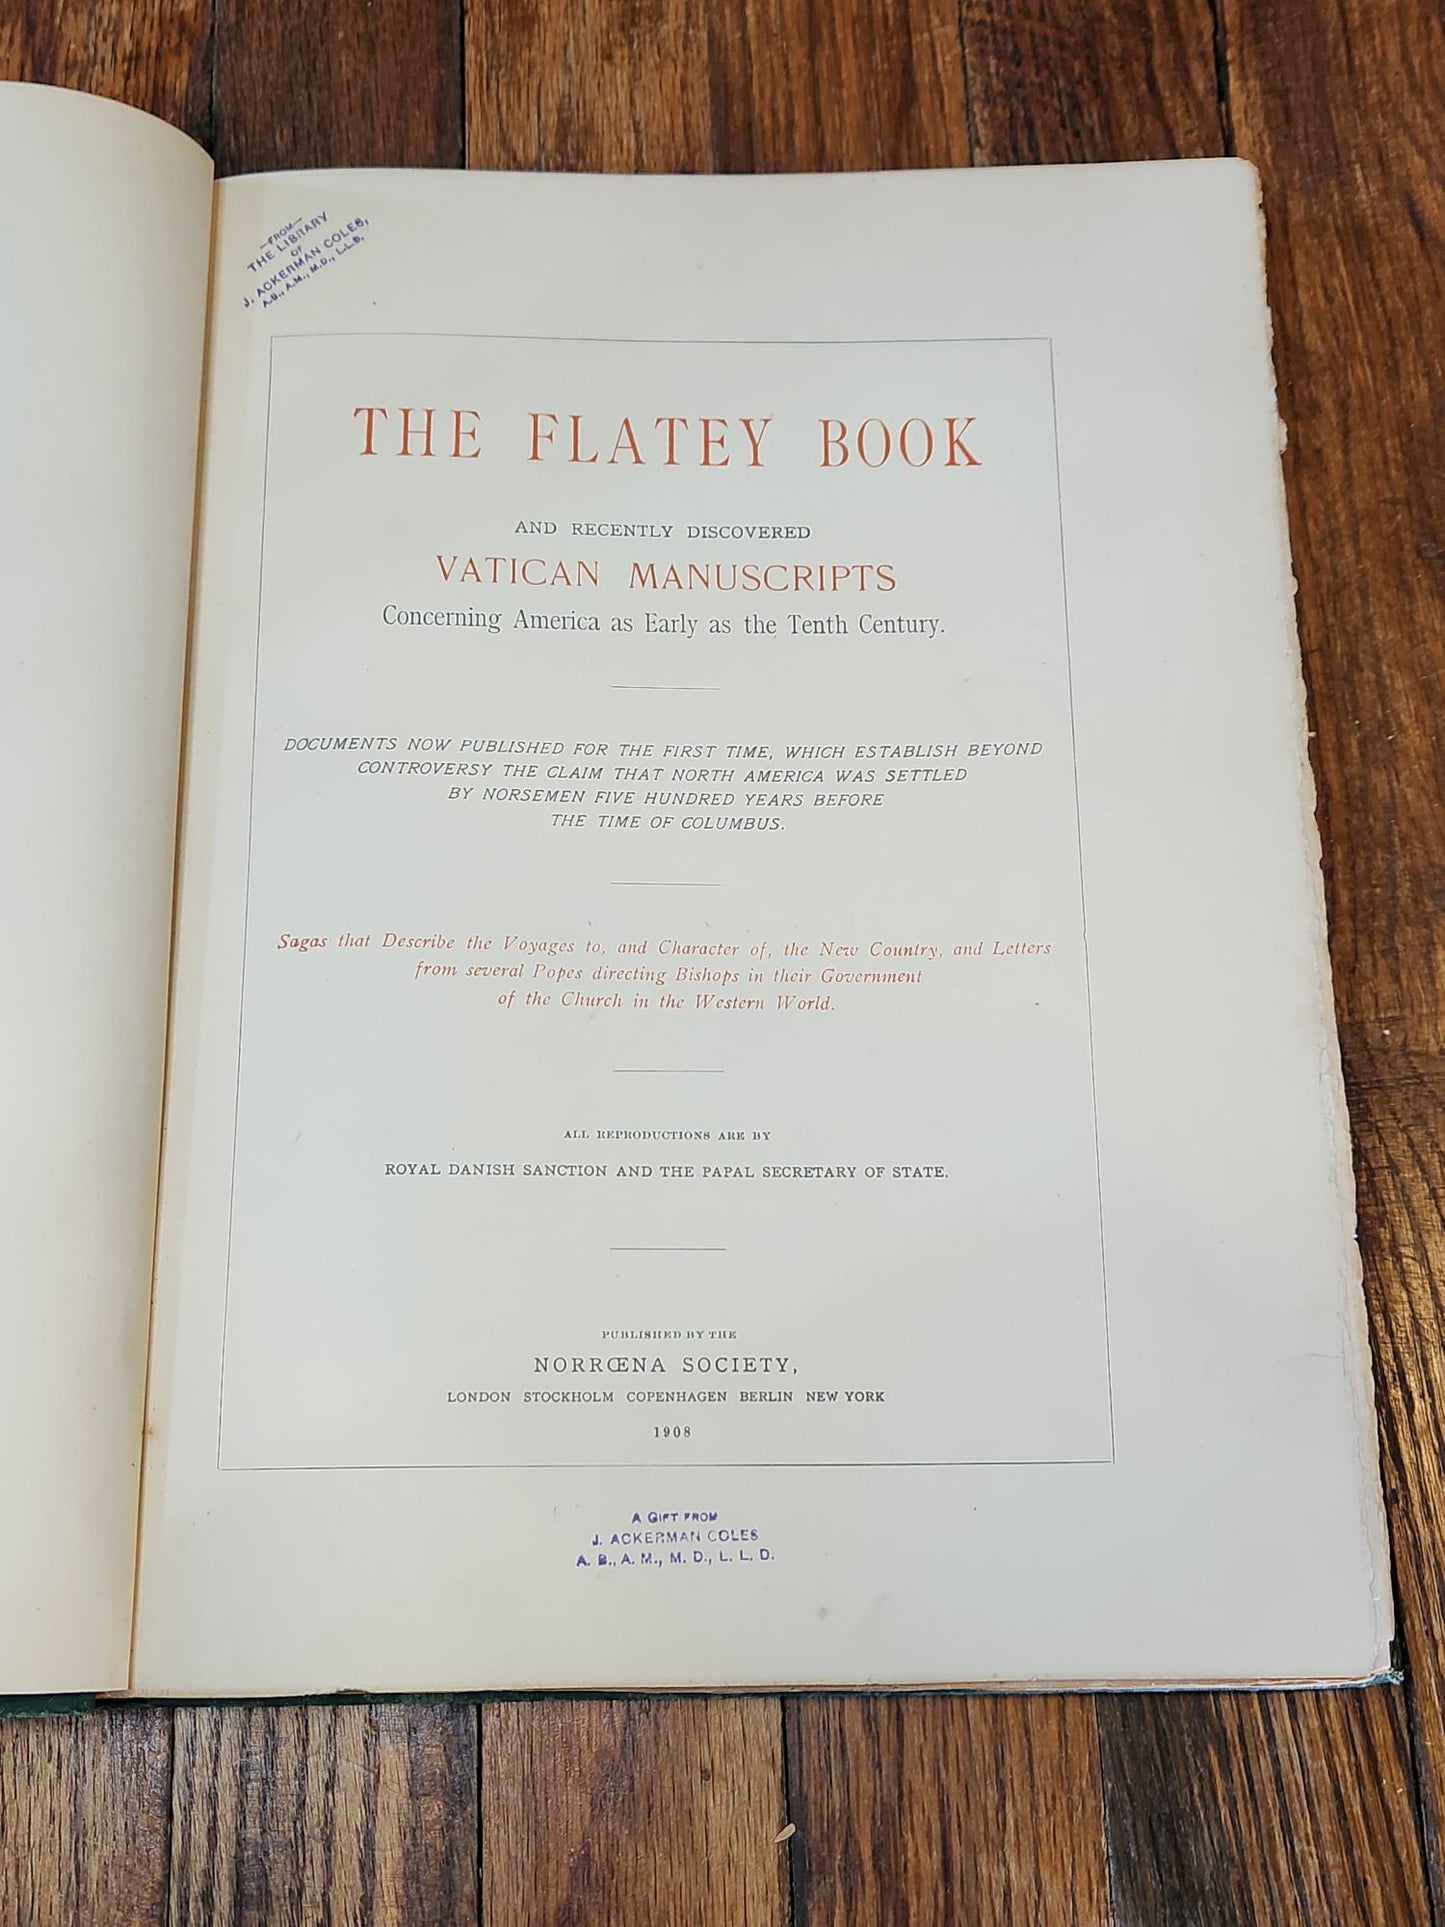 —FROM—
THE LIBRARY
OF
J. ACKERMAN COLES,
A.B., A.M., M.D., L.L.D.
THE FLATEY BOOK
AND RECENTLY DISCOVERED
VATICAN MANUSCRIPTS
Concerning America as Early as the Tenth Century.
DOCUMENTS NOW PUBLISHED FOR THE FIRST TIME, WHICH ESTABLISH BEYOND
CONTROVERSY THE CLAIM THAT NORTH AMERICA WAS SETTLED
BY NORSEMEN FIVE HUNDRED YEARS BEFORE
THE TIME OF COLUMBUS.
Sagas that Describe the Voyages to, and Character of, the New Country, and Letters
from several Popes directing Bishops in their Government
of the Church in the Western World.
ALL REPRODUCTIONS ARE BY
ROYAL DANISH SANCTION AND THE PAPAL SECRETARY OF STATE.
PUBLISHED BY THE
NORRŒNA SOCIETY,
LONDON STOCKHOLM COPENHAGEN BERLIN NEW YORK
1908
A GIFT FROM
J. ACKERMAN COLES
A. B., A. M., M. D., L. L. D.